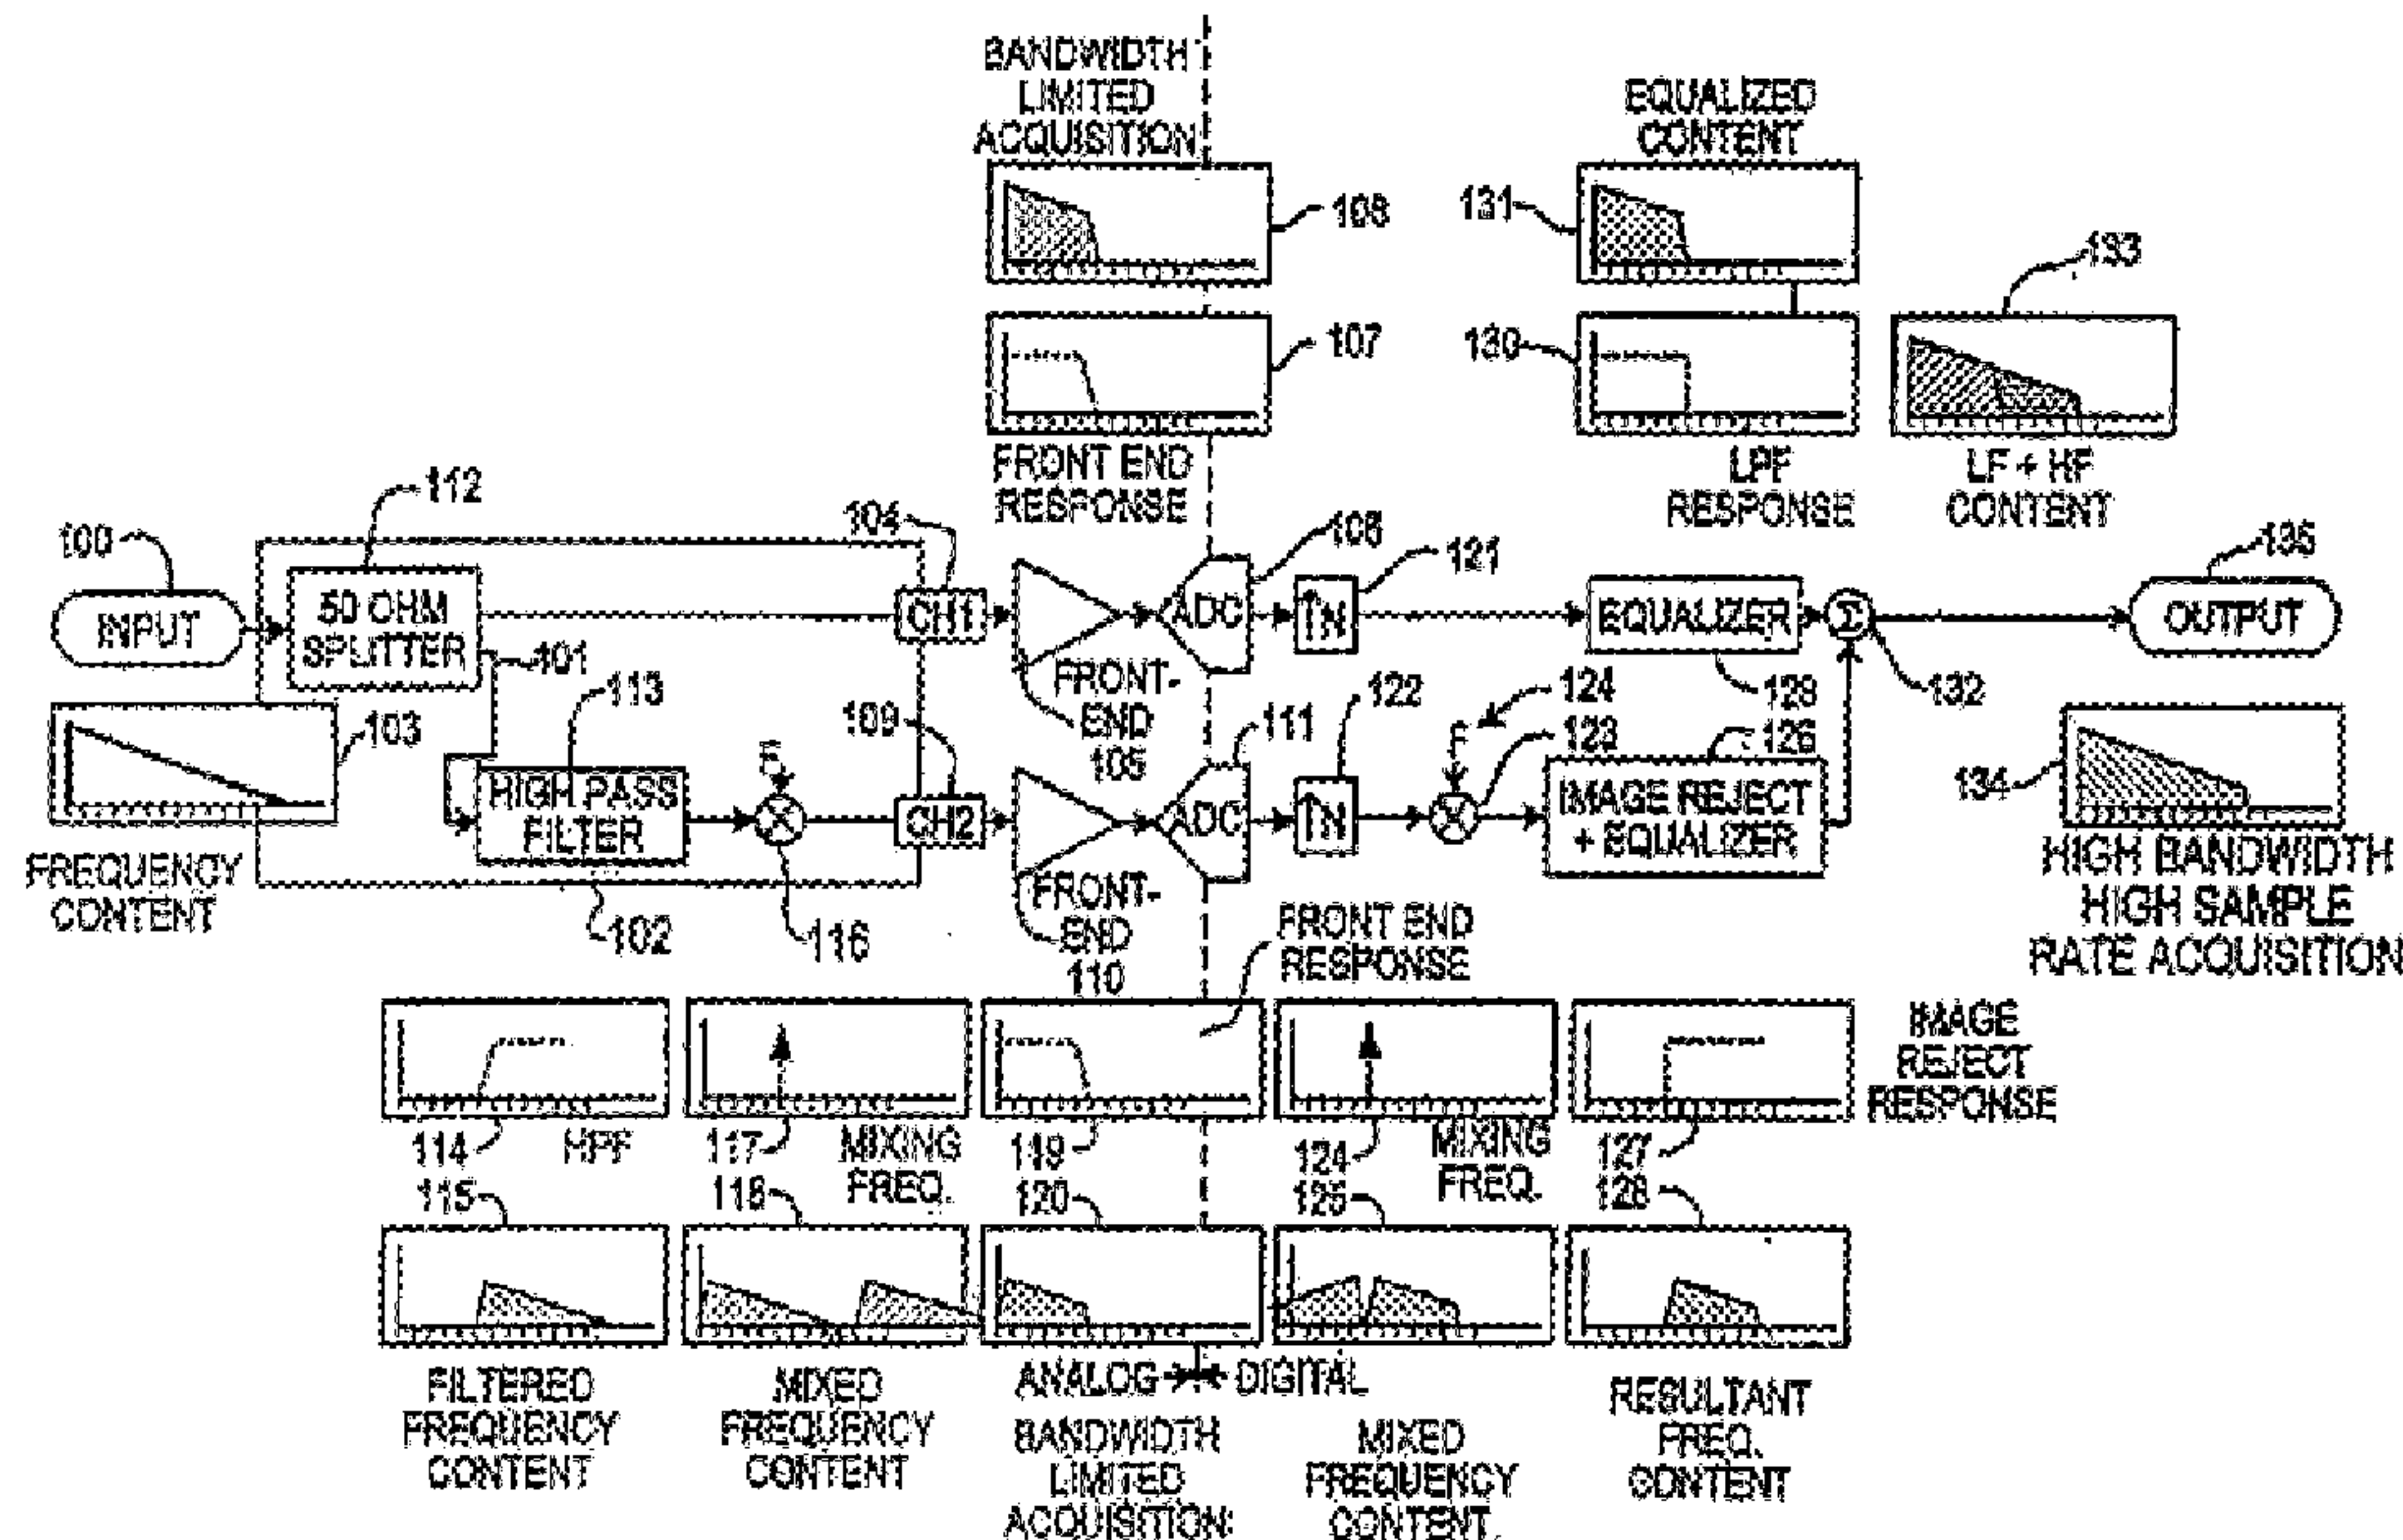 BANDWIDTH
LIMITED
ACQUISITION
EQUALIZED
CONTENT
108
131
133
107
130
FRONT END
RESPONSE
LPF
RESPONSE
LF + HF
CONTENT
112
100
104
106
121
135
INPUT
50 OHM
SPLITTER
CH1
ADC
↑N
EQUALIZER
Σ
OUTPUT
101
113
103
109
FRONT-
END
105
111
122
124
123
129
126
132
134
F
HIGH PASS
FILTER
CH2
ADC
↑N
IMAGE REJECT
+ EQUALIZER
FREQUENCY
CONTENT
HIGH BANDWIDTH
HIGH SAMPLE
RATE ACQUISITION
102
116
FRONT-
END
110
FRONT END
RESPONSE
IMAGE
REJECT
RESPONSE
114
HPF
117
MIXING
FREQ.
119
124
MIXING
FREQ.
127
115
118
120
125
128
FILTERED
FREQUENCY
CONTENT
MIXED
FREQUENCY
CONTENT
ANALOG
DIGITAL
BANDWIDTH
LIMITED
ACQUISITION
MIXED
FREQUENCY
CONTENT
RESULTANT
FREQ.
CONTENT